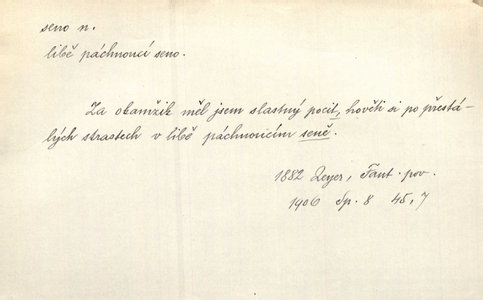 seno n.
libě páchnoucí seno.
Za okamžik měl jsem slastný pocit, hověti si po přestá-
lých strastech v libě páchnoucím seně.
1882 Zeyer, Fant. pov.
1906 Sp. 8 45, 7